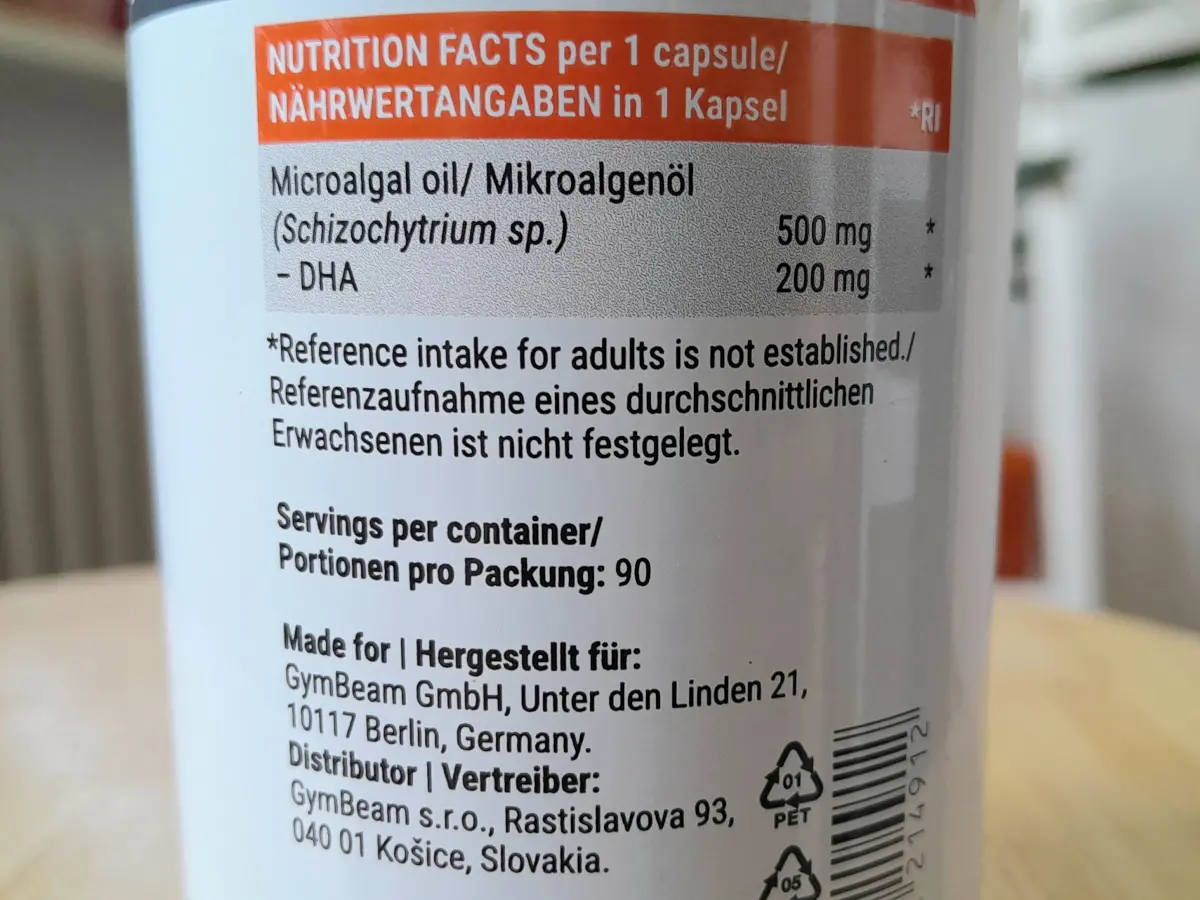 NUTRITION FACTS per 1 capsule/
NÄHRWERTANGABEN in 1 Kapsel *RI
Microalgal oil/ Mikroalgenöl
(Schizochytrium sp.) 500 mg *
- DHA 200 mg *
*Reference intake for adults is not established./
Referenzaufnahme eines durchschnittlichen
Erwachsenen ist nicht festgelegt.
Servings per container/
Portionen pro Packung: 90
Made for | Hergestellt für:
GymBeam GmbH, Unter den Linden 21,
10117 Berlin, Germany.
Distributor | Vertreiber:
GymBeam s.r.o., Rastislavova 93,
040 01 Košice, Slovakia.
01
PET
05
214912